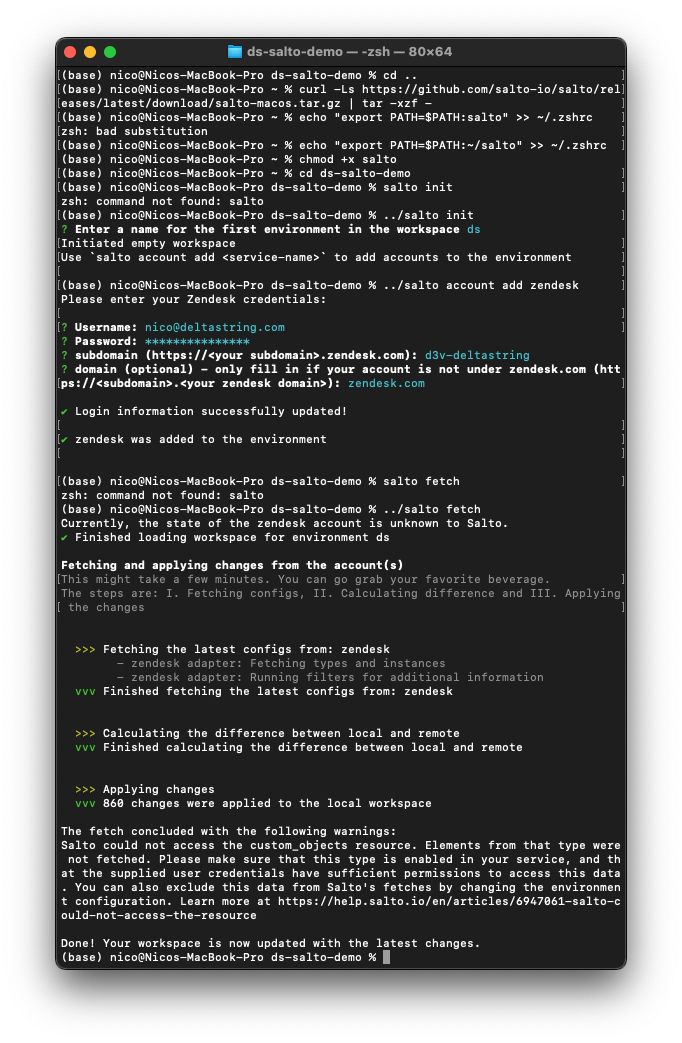 ds-salto-demo — -zsh — 80×64
[(base) nico@Nicos-MacBook-Pro ds-salto-demo % cd .. ]
[(base) nico@Nicos-MacBook-Pro ~ % curl -Ls https://github.com/salto-io/salto/rel]
[eases/latest/download/salto-macos.tar.gz | tar -xzf - ]
[(base) nico@Nicos-MacBook-Pro ~ % echo "export PATH=$PATH:salto" >> ~/.zshrc ]
zsh: bad substitution
[(base) nico@Nicos-MacBook-Pro ~ % echo "export PATH=$PATH:~/salto" >> ~/.zshrc ]
(base) nico@Nicos-MacBook-Pro ~ % chmod +x salto
[(base) nico@Nicos-MacBook-Pro ~ % cd ds-salto-demo ]
[(base) nico@Nicos-MacBook-Pro ds-salto-demo % salto init ]
zsh: command not found: salto
[(base) nico@Nicos-MacBook-Pro ds-salto-demo % ../salto init ]
? Enter a name for the first environment in the workspace ds
[Initiated empty workspace ]
[Use `salto account add <service-name>` to add accounts to the environment ]
[ ]
[(base) nico@Nicos-MacBook-Pro ds-salto-demo % ../salto account add zendesk ]
Please enter your Zendesk credentials:
[ ]
[? Username: nico@deltastring.com ]
? Password: ***************
? subdomain (https://<your subdomain>.zendesk.com): d3v-deltastring
? domain (optional) - only fill in if your account is not under zendesk.com (htt
[ps://<subdomain>.<your zendesk domain>): zendesk.com ]
✔ Login information successfully updated!
[ ]
[✔ zendesk was added to the environment ]
[ ]
[(base) nico@Nicos-MacBook-Pro ds-salto-demo % salto fetch ]
zsh: command not found: salto
(base) nico@Nicos-MacBook-Pro ds-salto-demo % ../salto fetch
Currently, the state of the zendesk account is unknown to Salto.
✔ Finished loading workspace for environment ds
Fetching and applying changes from the account(s)
[This might take a few minutes. You can go grab your favorite beverage. ]
The steps are: I. Fetching configs, II. Calculating difference and III. Applying
[ the changes ]
>>> Fetching the latest configs from: zendesk
- zendesk adapter: Fetching types and instances
- zendesk adapter: Running filters for additional information
vvv Finished fetching the latest configs from: zendesk
>>> Calculating the difference between local and remote
vvv Finished calculating the difference between local and remote
>>> Applying changes
vvv 860 changes were applied to the local workspace
The fetch concluded with the following warnings:
Salto could not access the custom_objects resource. Elements from that type were
not fetched. Please make sure that this type is enabled in your service, and th
at the supplied user credentials have sufficient permissions to access this data
. You can also exclude this data from Salto's fetches by changing the environmen
t configuration. Learn more at https://help.salto.io/en/articles/6947061-salto-c
ould-not-access-the-resource
Done! Your workspace is now updated with the latest changes.
(base) nico@Nicos-MacBook-Pro ds-salto-demo %